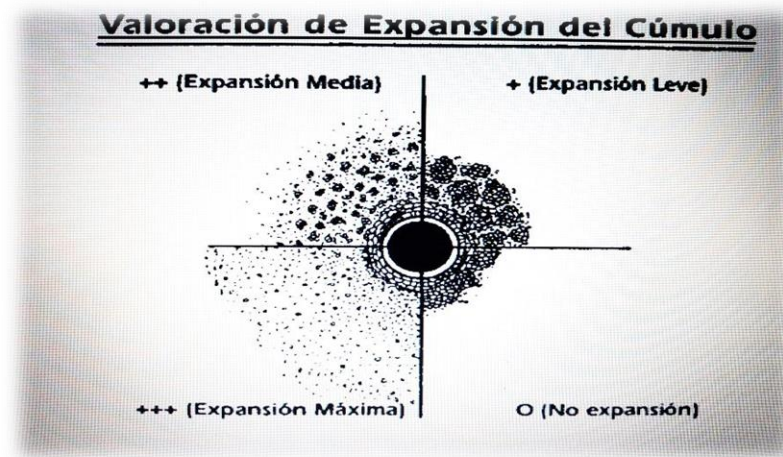 Valoración de Expansión del Cúmulo
++ (Expansión Media)
+ (Expansión Leve)
+++ (Expansión Máxima)
O (No expansión)